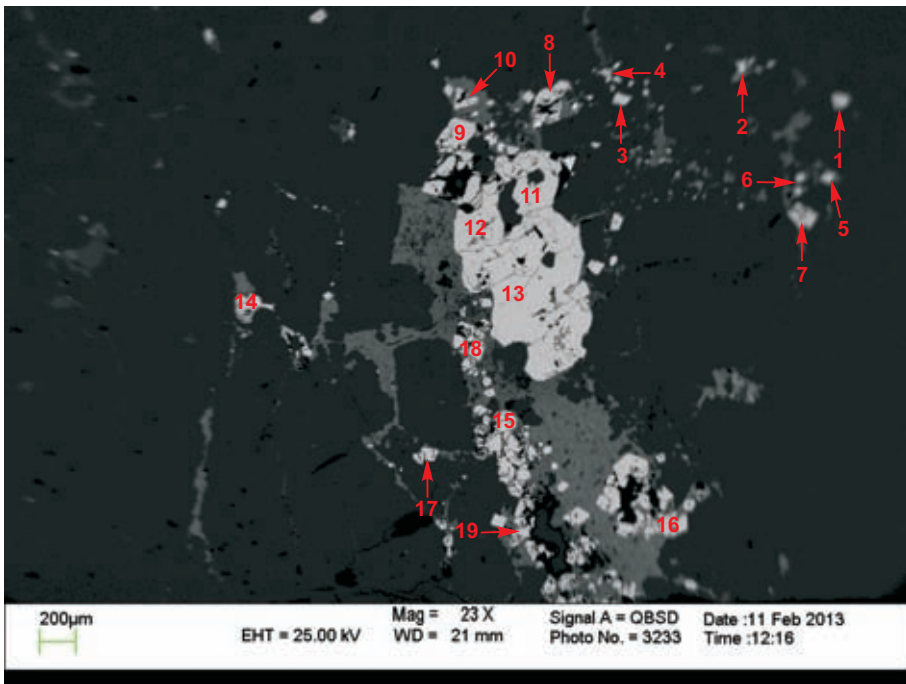 8
10
4
9
3
2
1
11
6
5
12
7
13
14
18
15
17
19
16
200µm
Mag = 23 X
Signal A = QBSD
Date :11 Feb 2013
EHT = 25.00 kV
WD = 21 mm
Photo No. = 3233
Time :12:16